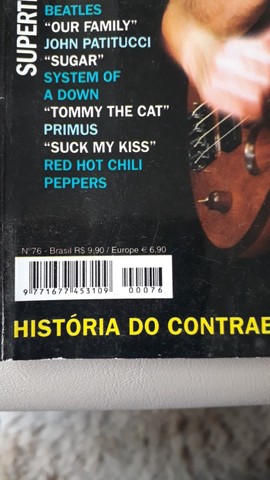 SUPERT
BEATLES
“OUR FAMILY”
JOHN PATITUCCI
“SUGAR”
SYSTEM OF
A DOWN
“TOMMY THE CAT”
PRIMUS
“SUCK MY KISS”
RED HOT CHILI
PEPPERS
N°76 - Brasil R$ 9,90 / Europe € 6,90
9 771677 453109
00076
HISTÓRIA DO CONTRAB